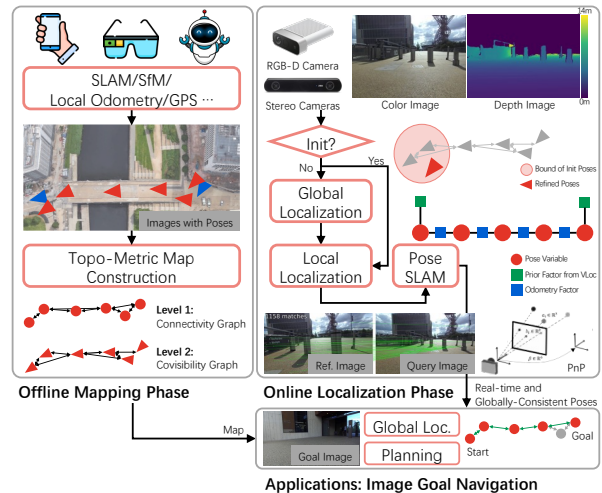 SLAM/SfM/
Local Odometry/GPS ...
Images with Poses
Topo-Metric Map
Construction
Level 1:
Connectivity Graph
Level 2:
Covisibility Graph
Offline Mapping Phase
RGB-D Camera
Stereo Cameras
Color Image
Depth Image
14m
0m
Init?
No
Yes
Global
Localization
Local
Localization
Pose
SLAM
Bound of Init Poses
Refined Poses
Pose Variable
Prior Factor from VLoc
Odometry Factor
1158 matches
Ref. Image
Query Image
PnP
Online Localization Phase
Real-time and
Globally-Consistent Poses
Map
Goal Image
Global Loc.
Planning
Start
Goal
Applications: Image Goal Navigation